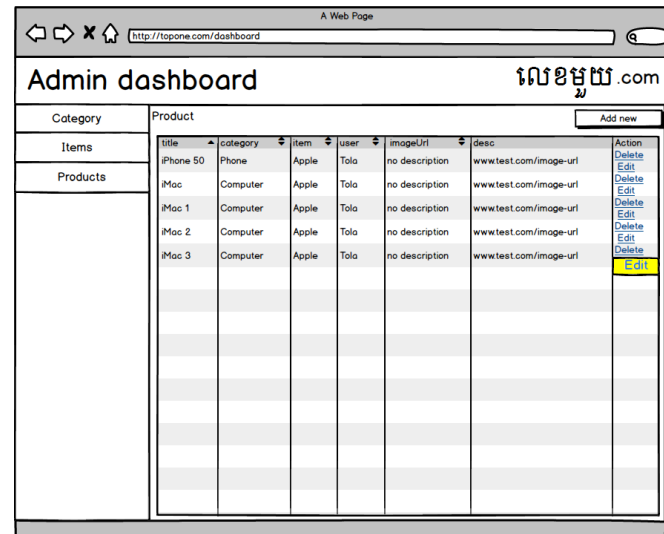 A Web Page
http://topone.com/dashboard
Admin dashboard
លេខមួយ.com
Category
Items
Products
Product
Add new
title category item user imageUrl desc Action
iPhone 50 Phone Apple Tola no description www.test.com/image-url Delete
Edit
iMac Computer Apple Tola no description www.test.com/image-url Delete
Edit
iMac 1 Computer Apple Tola no description www.test.com/image-url Delete
Edit
iMac 2 Computer Apple Tola no description www.test.com/image-url Delete
Edit
iMac 3 Computer Apple Tola no description www.test.com/image-url Delete
Edit